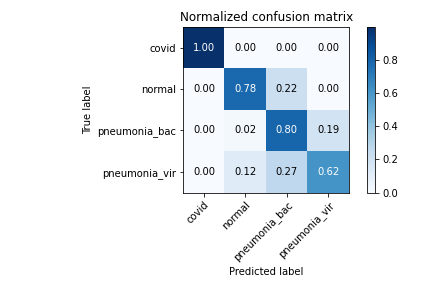 Normalized confusion matrix
True label
covid 1.00 0.00 0.00 0.00
normal 0.00 0.78 0.22 0.00
pneumonia_bac 0.00 0.02 0.80 0.19
pneumonia_vir 0.00 0.12 0.27 0.62
covid normal pneumonia_bac pneumonia_vir
Predicted label
0.8
0.6
0.4
0.2
0.0